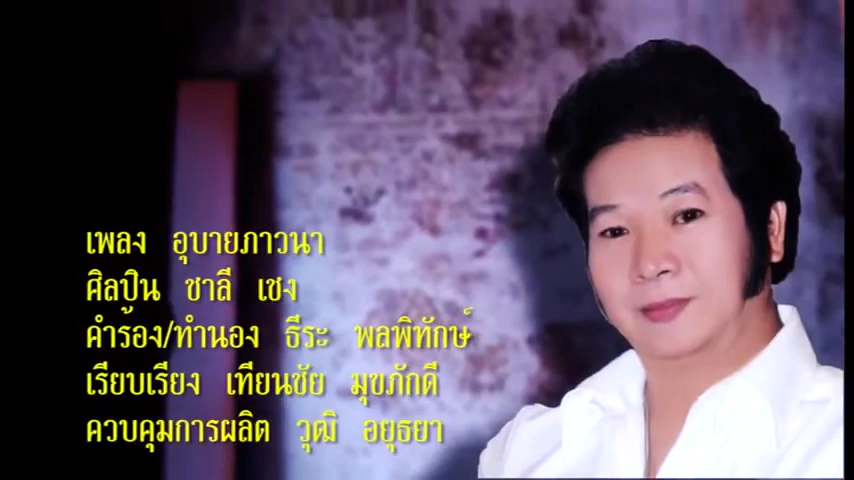 เพลง อุบายภาวนา
ศิลปิน ชาลี เชง
คำร้อง/ทำนอง ธีระ พลพิทักษ์
เรียบเรียง เทียนชัย มุขภักดี
ควบคุมการผลิต วุฒิ อยุธยา